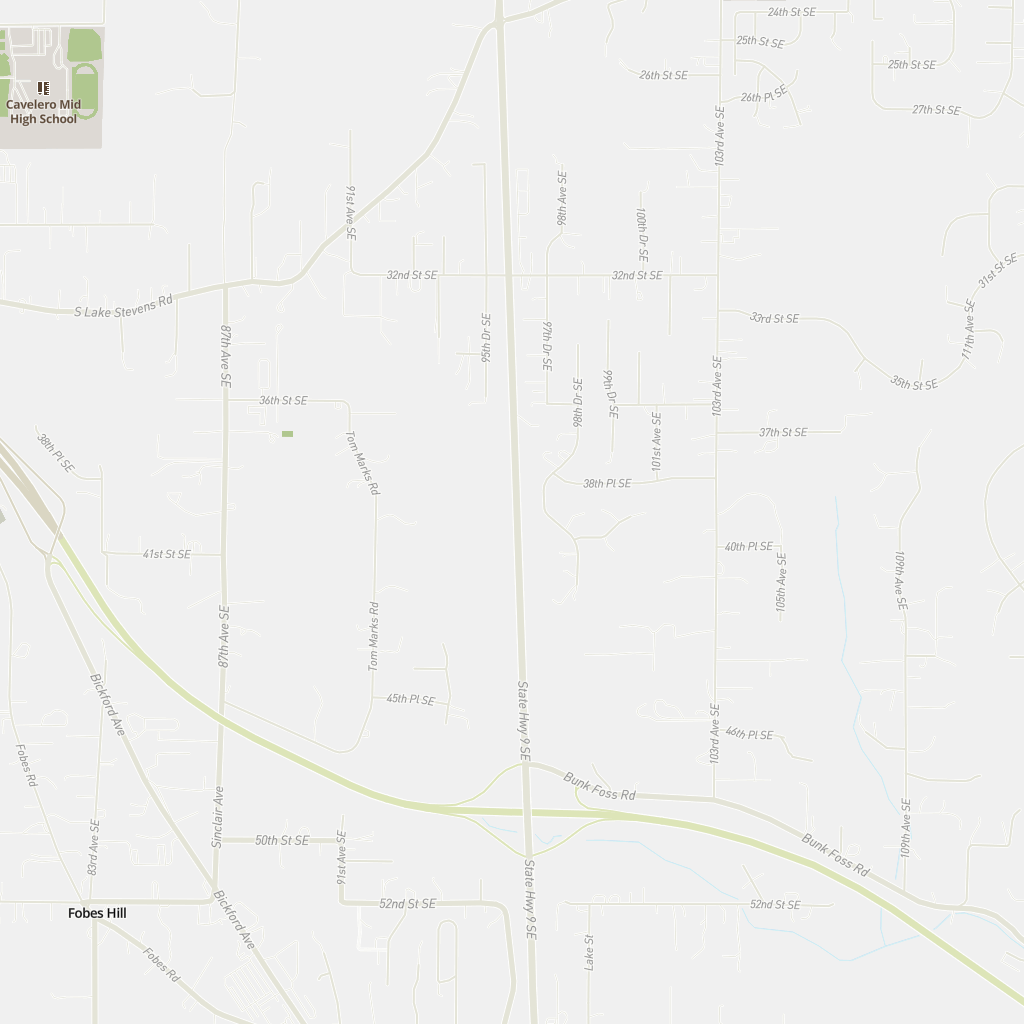 24th St SE
25th St SE
25th St SE
26th St SE
26th Pl SE
27th St SE
Cavelero Mid
High School
103rd Ave SE
91st Ave SE
98th Ave SE
100th Dr SE
32nd St SE
32nd St SE
31st St SE
S Lake Stevens Rd
33rd St SE
111th Ave SE
87th Ave SE
95th Dr SE
97th Dr SE
35th St SE
103rd Ave SE
98th Dr SE
99th Dr SE
36th St SE
37th St SE
101st Ave SE
38th Pl SE
Tom Marks Rd
38th Pl SE
41st St SE
40th Pl SE
105th Ave SE
109th Ave SE
87th Ave SE
Tom Marks Rd
Bickford Ave
45th Pl SE
State Hwy 9 SE
103rd Ave SE
46th Pl SE
Fobes Rd
Bunk Foss Rd
Sinclair Ave
83rd Ave SE
50th St SE
91st Ave SE
109th Ave SE
Bunk Foss Rd
Fobes Hill
Bickford Ave
52nd St SE
State Hwy 9 SE
52nd St SE
Lake St
Fobes Rd